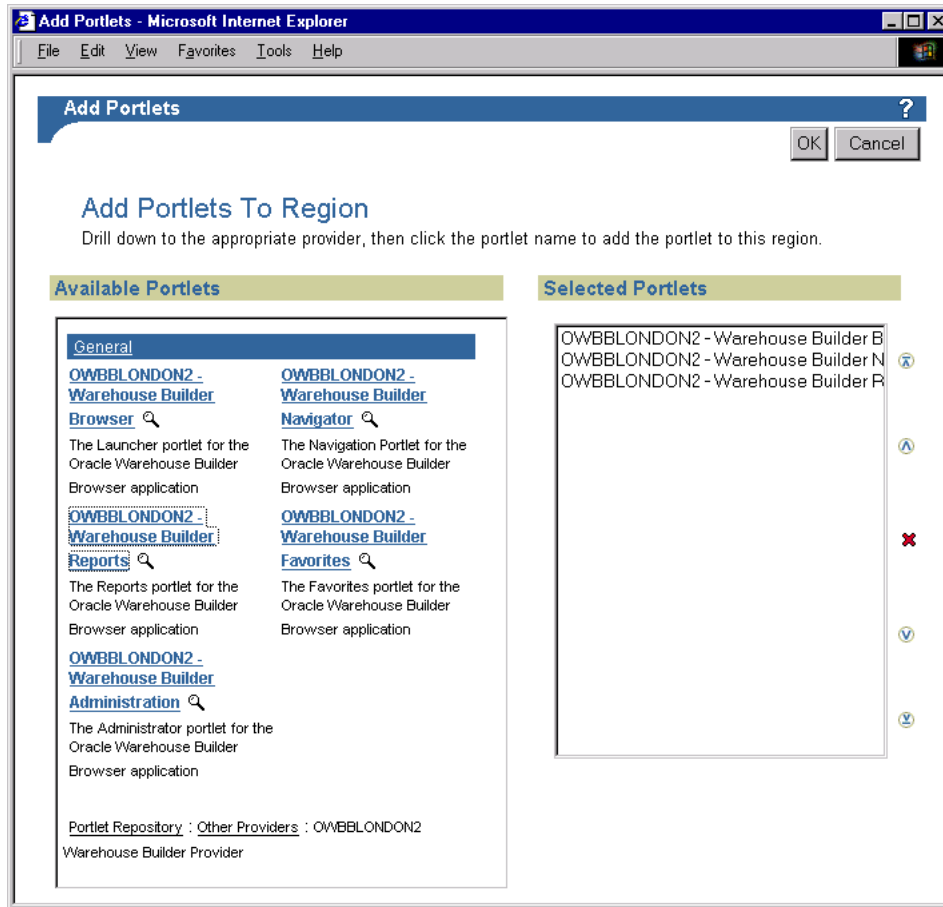 Add Portlets - Microsoft Internet Explorer
File Edit View Favorites Tools Help
Add Portlets
?
OK Cancel
Add Portlets To Region
Drill down to the appropriate provider, then click the portlet name to add the portlet to this region.
Available Portlets
General
OWBBLONDON2 -
Warehouse Builder
Browser
The Launcher portlet for the
Oracle Warehouse Builder
Browser application
OWBBLONDON2 -
Warehouse Builder
Navigator
The Navigation Portlet for the
Oracle Warehouse Builder
Browser application
OWBBLONDON2 -
Warehouse Builder
Reports
The Reports portlet for the
Oracle Warehouse Builder
Browser application
OWBBLONDON2 -
Warehouse Builder
Favorites
The Favorites portlet for the
Oracle Warehouse Builder
Browser application
OWBBLONDON2 -
Warehouse Builder
Administration
The Administrator portlet for the
Oracle Warehouse Builder
Browser application
Portlet Repository : Other Providers : OWBBLONDON2
Warehouse Builder Provider
Selected Portlets
OWBBLONDON2 - Warehouse Builder B
OWBBLONDON2 - Warehouse Builder N
OWBBLONDON2 - Warehouse Builder R